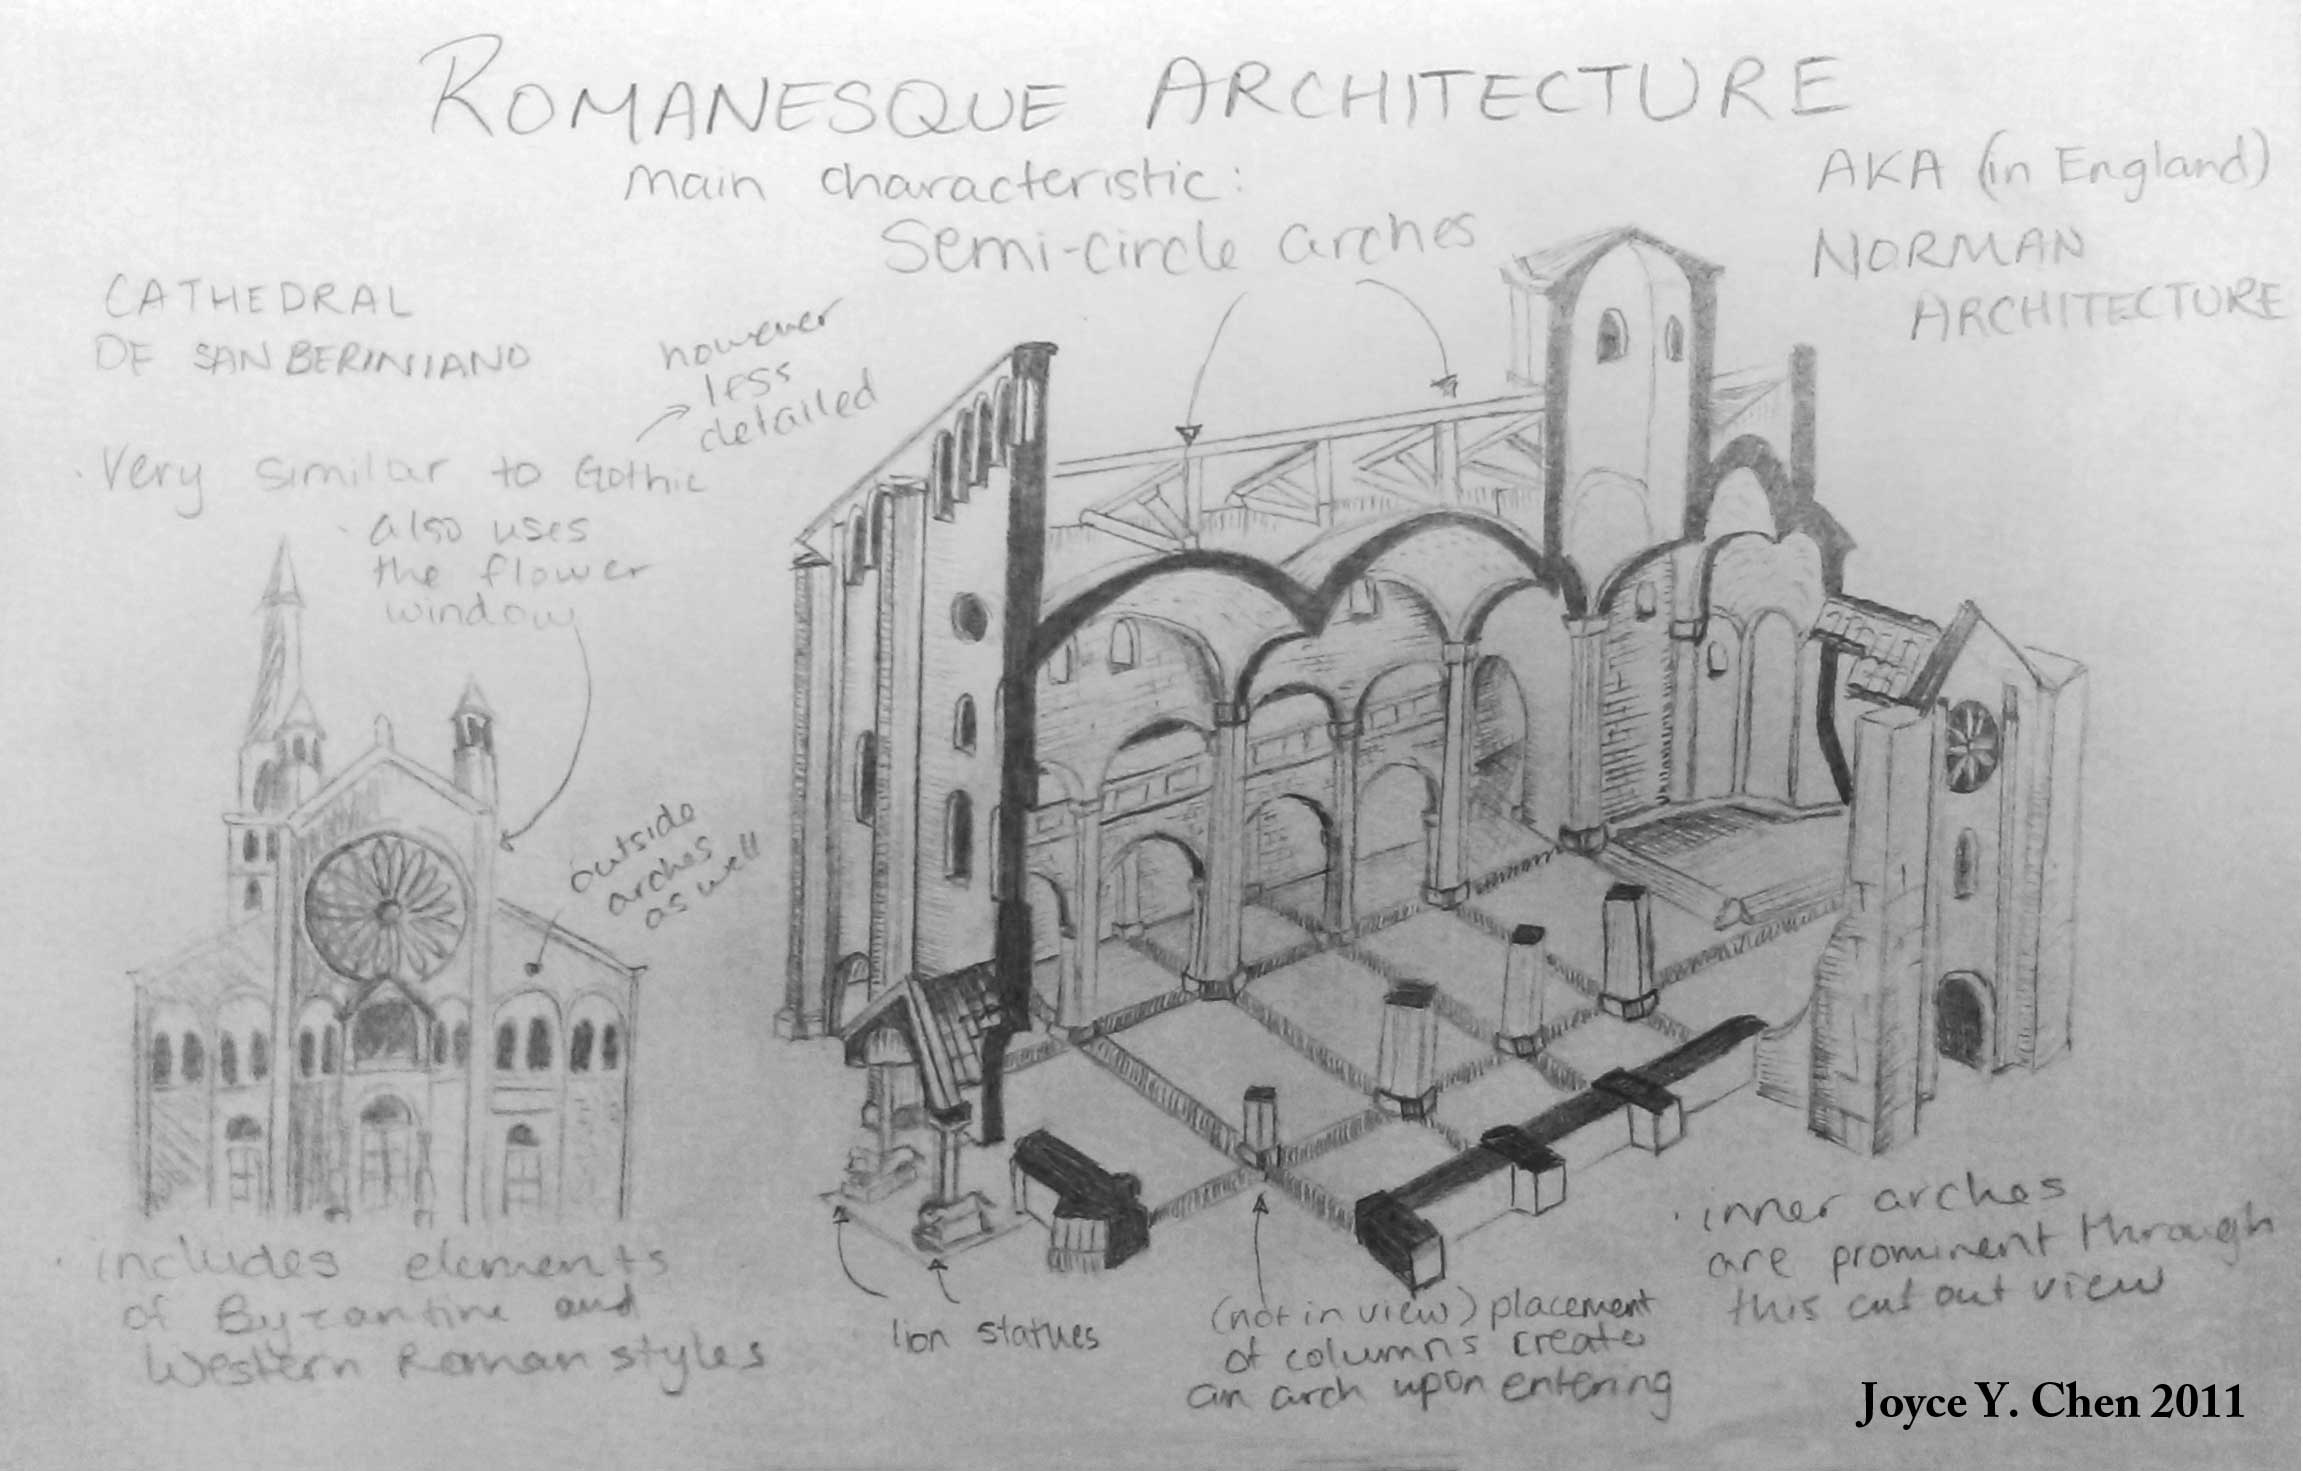 ROMANESQUE ARCHITECTURE
main characteristic:
Semi-circle arches
AKA (in England)
NORMAN
ARCHITECTURE
CATHEDRAL
DE SAN BERINIANO
however
less
detailed
· Very similar to Gothic
· also uses
the flower
window
outside
arches
as well
· includes elements
of Byzantine and
Western Roman styles
lion statues
(not in view) placement
of columns create
an arch upon entering
· inner arches
are prominent through
this cut out view
Joyce Y. Chen 2011